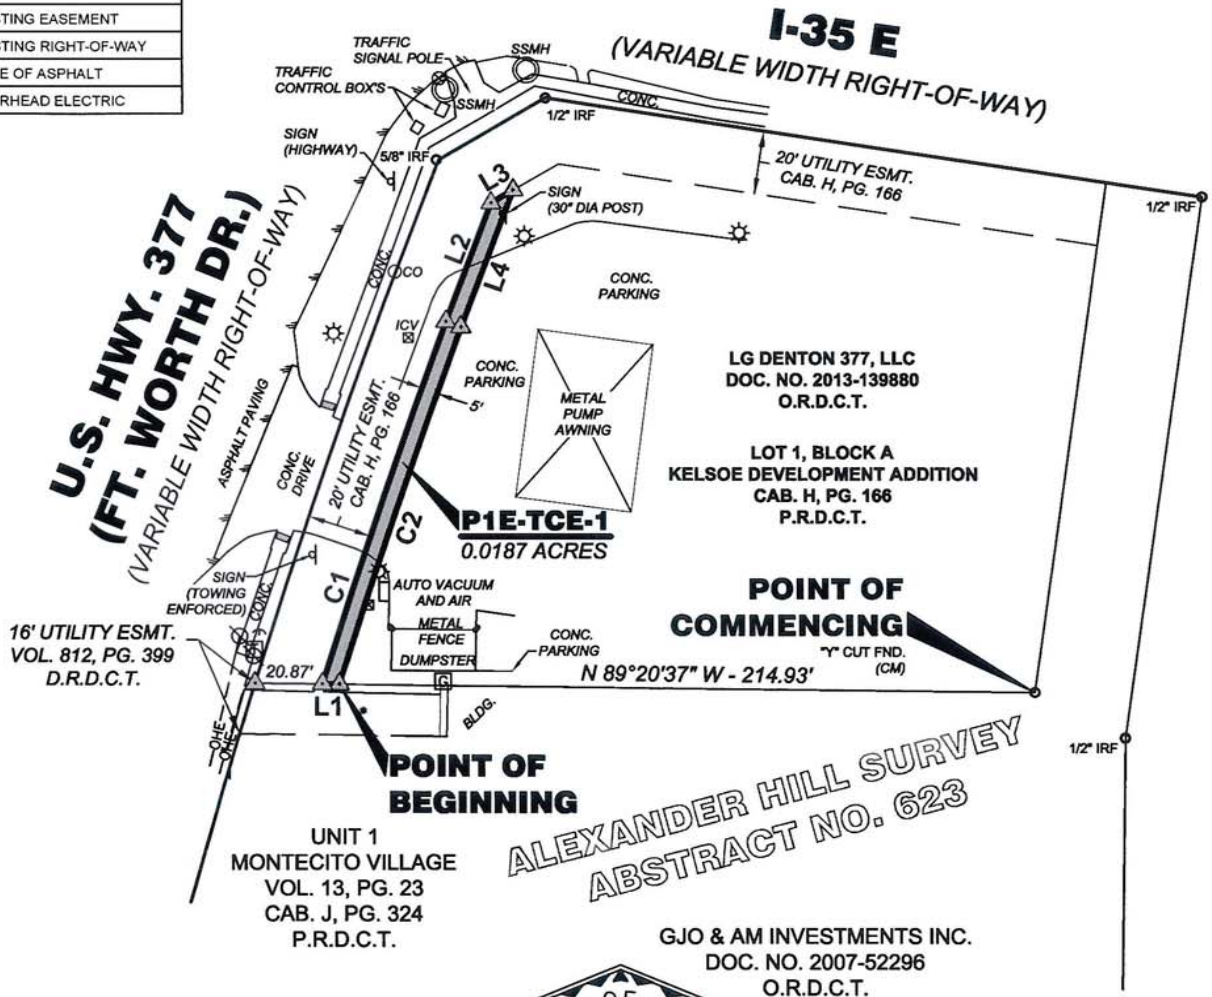 STING EASEMENT
STING RIGHT-OF-WAY
E OF ASPHALT
RHEAD ELECTRIC
I-35 E
(VARIABLE WIDTH RIGHT-OF-WAY)
TRAFFIC
SIGNAL POLE
SSMH
TRAFFIC
CONTROL BOX'S
SSMH
CONC.
1/2" IRF
SIGN
(HIGHWAY)
5/8" IRF
20' UTILITY ESMT.
CAB. H, PG. 166
1/2" IRF
L3
SIGN
(30" DIA POST)
U.S. HWY. 377
(FT. WORTH DR.)
(VARIABLE WIDTH RIGHT-OF-WAY)
L2
L4
CONC.
CO
CONC.
PARKING
ICV
ASPHALT PAVING
CONC.
PARKING
5'
METAL
PUMP
AWNING
LG DENTON 377, LLC
DOC. NO. 2013-139880
O.R.D.C.T.
LOT 1, BLOCK A
KELSOE DEVELOPMENT ADDITION
CAB. H, PG. 166
P.R.D.C.T.
CONC.
DRIVE
20' UTILITY ESMT.
CAB. H, PG. 166
C2
P1E-TCE-1
0.0187 ACRES
C1
SIGN
(TOWING
ENFORCED)
CONC.
AUTO VACUUM
AND AIR
METAL
FENCE
DUMPSTER
CONC.
PARKING
POINT OF
COMMENCING
"Y" CUT FND.
(CM)
16' UTILITY ESMT.
VOL. 812, PG. 399
D.R.D.C.T.
20.87'
G
N 89°20'37" W - 214.93'
L1
BLDG.
OHE
OHE
1/2" IRF
POINT OF
BEGINNING
ALEXANDER HILL SURVEY
ABSTRACT NO. 623
UNIT 1
MONTECITO VILLAGE
VOL. 13, PG. 23
CAB. J, PG. 324
P.R.D.C.T.
GJO & AM INVESTMENTS INC.
DOC. NO. 2007-52296
O.R.D.C.T.